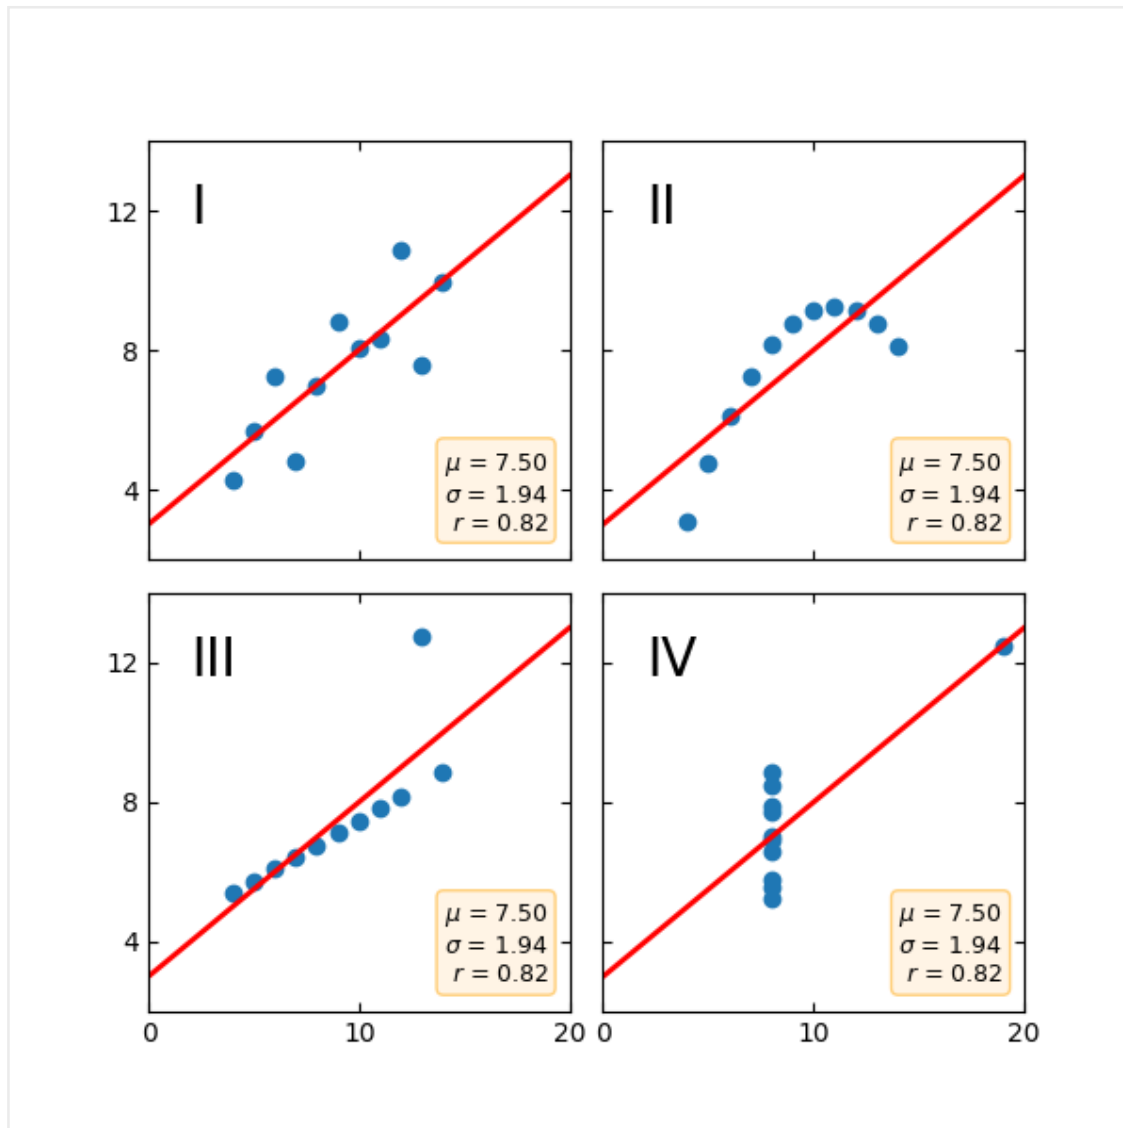 I
12
8
4
μ = 7.50
σ = 1.94
r = 0.82
II
μ = 7.50
σ = 1.94
r = 0.82
III
12
8
4
μ = 7.50
σ = 1.94
r = 0.82
0
10
20
IV
μ = 7.50
σ = 1.94
r = 0.82
0
10
20